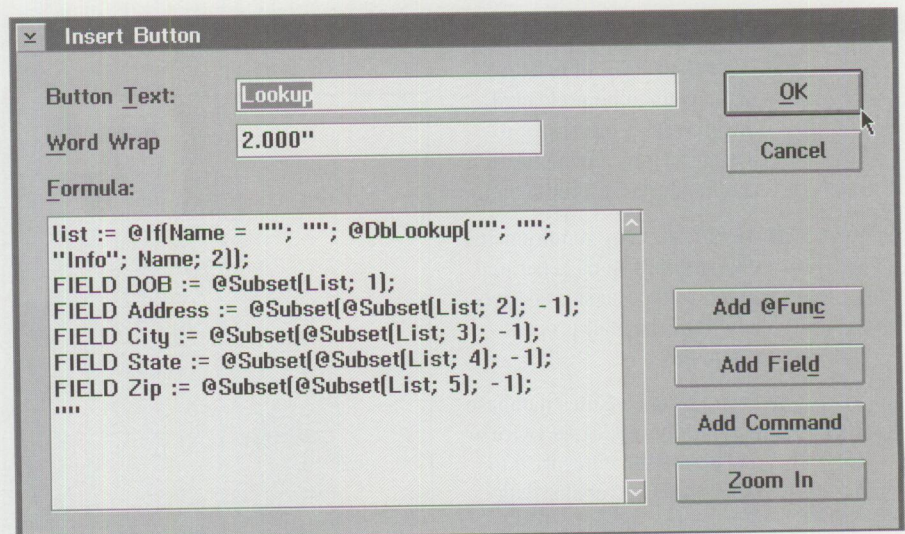 Insert Button
Button Text:
Lookup
OK
Word Wrap
2.000"
Cancel
Formula:
list := @If(Name = ""; ""; @DbLookup(""; "";
"Info"; Name; 2));
FIELD DOB := @Subset(List; 1);
FIELD Address := @Subset(@Subset(List; 2); -1);
FIELD City := @Subset(@Subset(List; 3); -1);
FIELD State := @Subset(@Subset(List; 4); -1);
FIELD Zip := @Subset(@Subset(List; 5); -1);
""
Add @Func
Add Field
Add Command
Zoom In